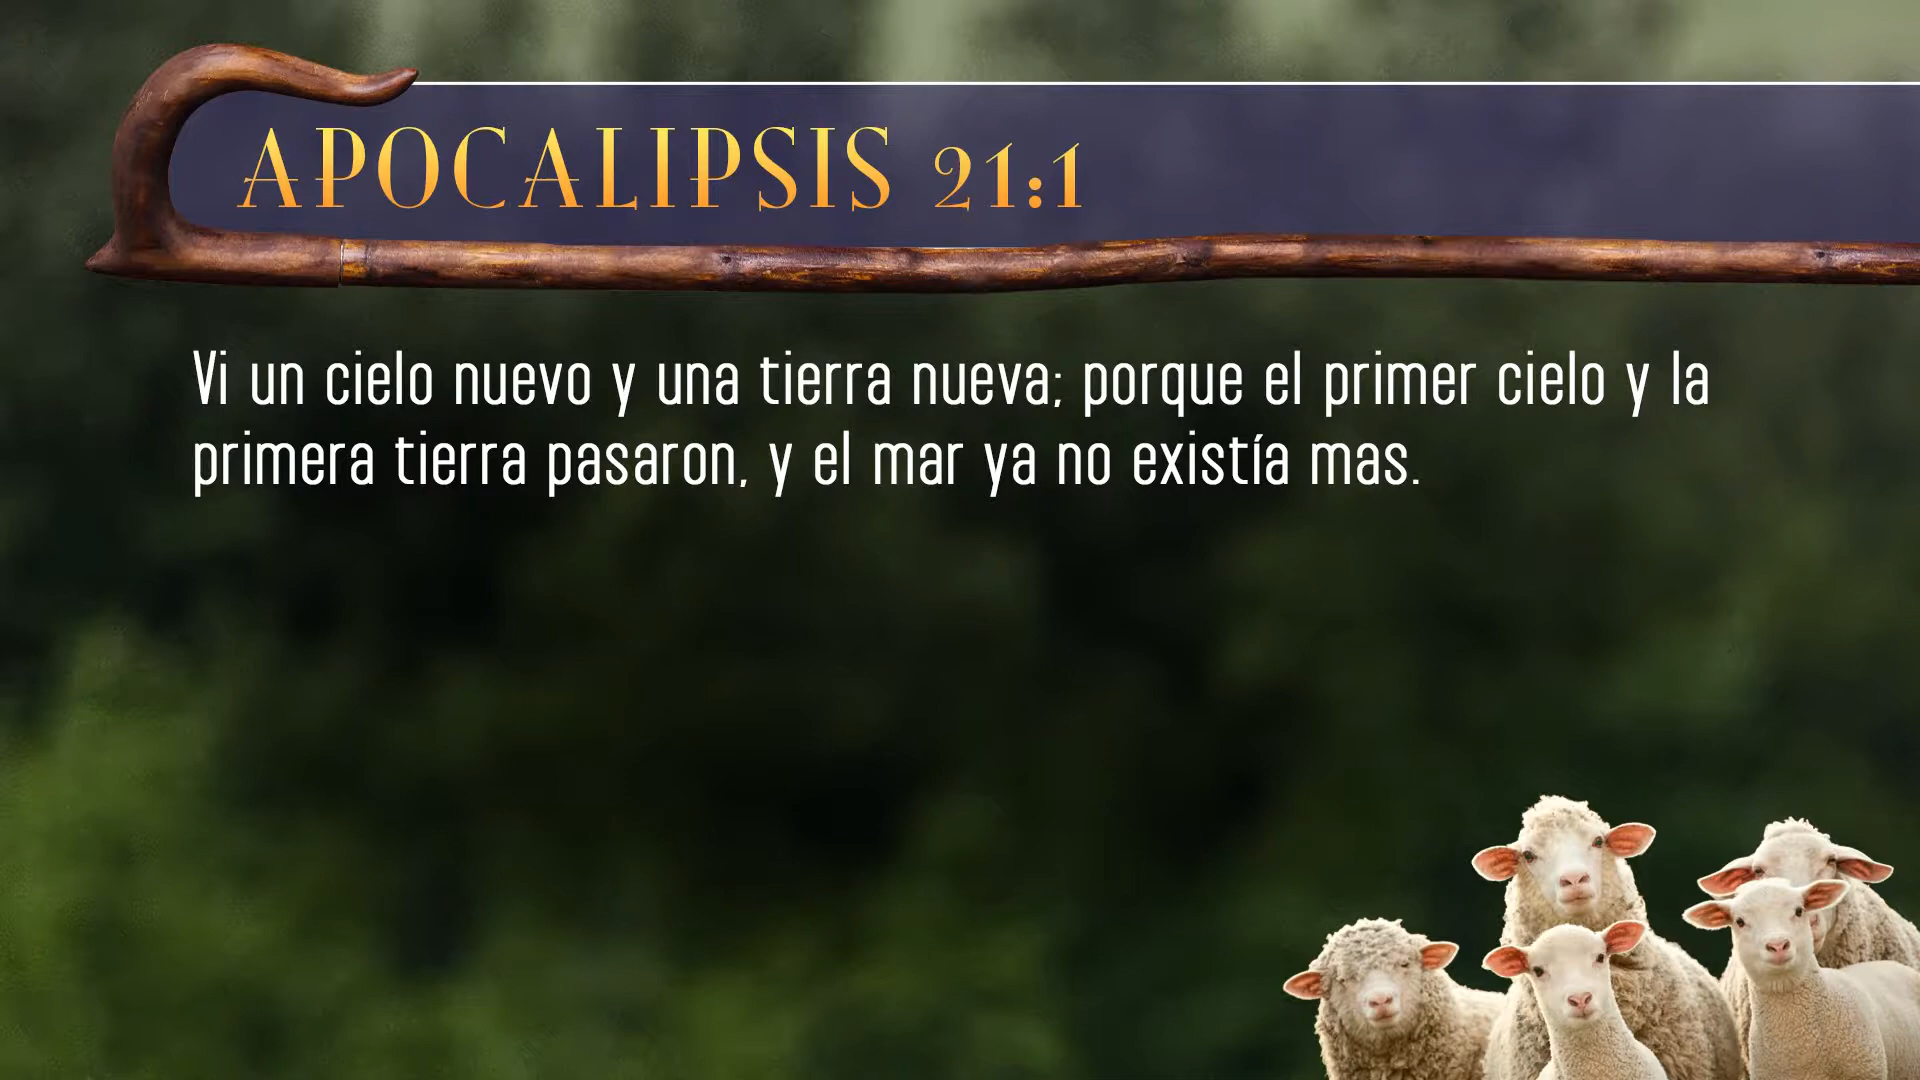 APOCALIPSIS 21:1
Vi un cielo nuevo y una tierra nueva; porque el primer cielo y la
primera tierra pasaron, y el mar ya no existía mas.